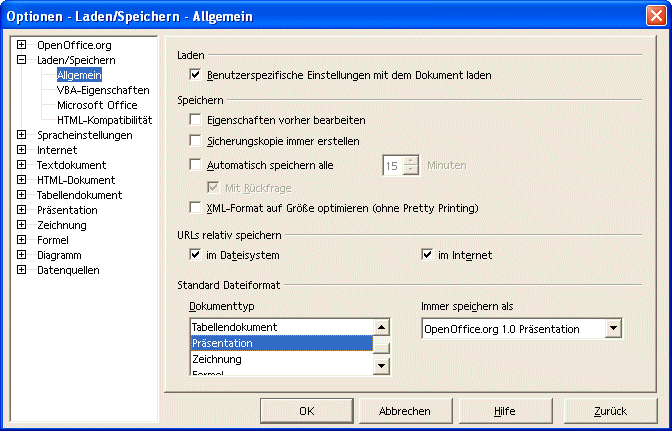 Optionen - Laden/Speichern - Allgemein
OpenOffice.org
Laden/Speichern
Allgemein
VBA-Eigenschaften
Microsoft Office
HTML-Kompatibilität
Spracheinstellungen
Internet
Textdokument
HTML-Dokument
Tabellendokument
Präsentation
Zeichnung
Formel
Diagramm
Datenquellen
Laden
Benutzerspezifische Einstellungen mit dem Dokument laden
Speichern
Eigenschaften vorher bearbeiten
Sicherungskopie immer erstellen
Automatisch speichern alle 15 Minuten
Mit Rückfrage
XML-Format auf Größe optimieren (ohne Pretty Printing)
URLs relativ speichern
im Dateisystem
im Internet
Standard Dateiformat
Dokumenttyp
Tabellendokument
Präsentation
Zeichnung
Formel
Immer speichern als
OpenOffice.org 1.0 Präsentation
OK
Abbrechen
Hilfe
Zurück